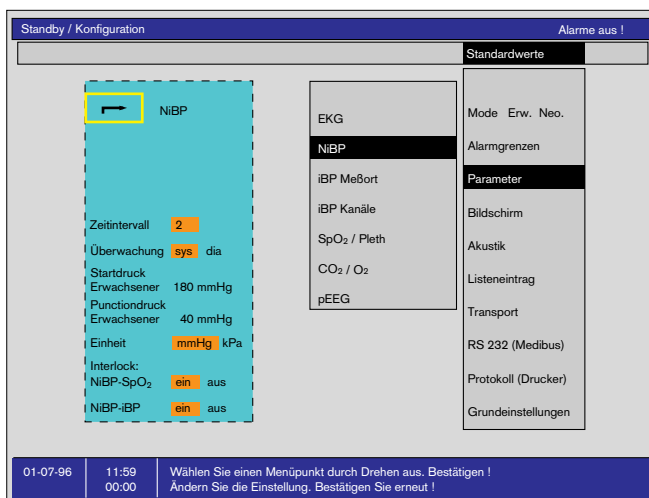 Standby / Konfiguration Alarme aus !
Standardwerte
NiBP
Zeitintervall 2
Überwachung sys dia
Startdruck
Erwachsener 180 mmHg
Punctiondruck
Erwachsener 40 mmHg
Einheit mmHg kPa
Interlock:
NiBP-SpO₂ ein aus
NiBP-iBP ein aus
EKG
NiBP
iBP Meßort
iBP Kanäle
SpO₂ / Pleth
CO₂ / O₂
pEEG
Mode Erw. Neo.
Alarmgrenzen
Parameter
Bildschirm
Akustik
Listeneintrag
Transport
RS 232 (Medibus)
Protokoll (Drucker)
Grundeinstellungen
01-07-96 11:59 Wählen Sie einen Menüpunkt durch Drehen aus. Bestätigen !
00:00 Ändern Sie die Einstellung. Bestätigen Sie erneut !